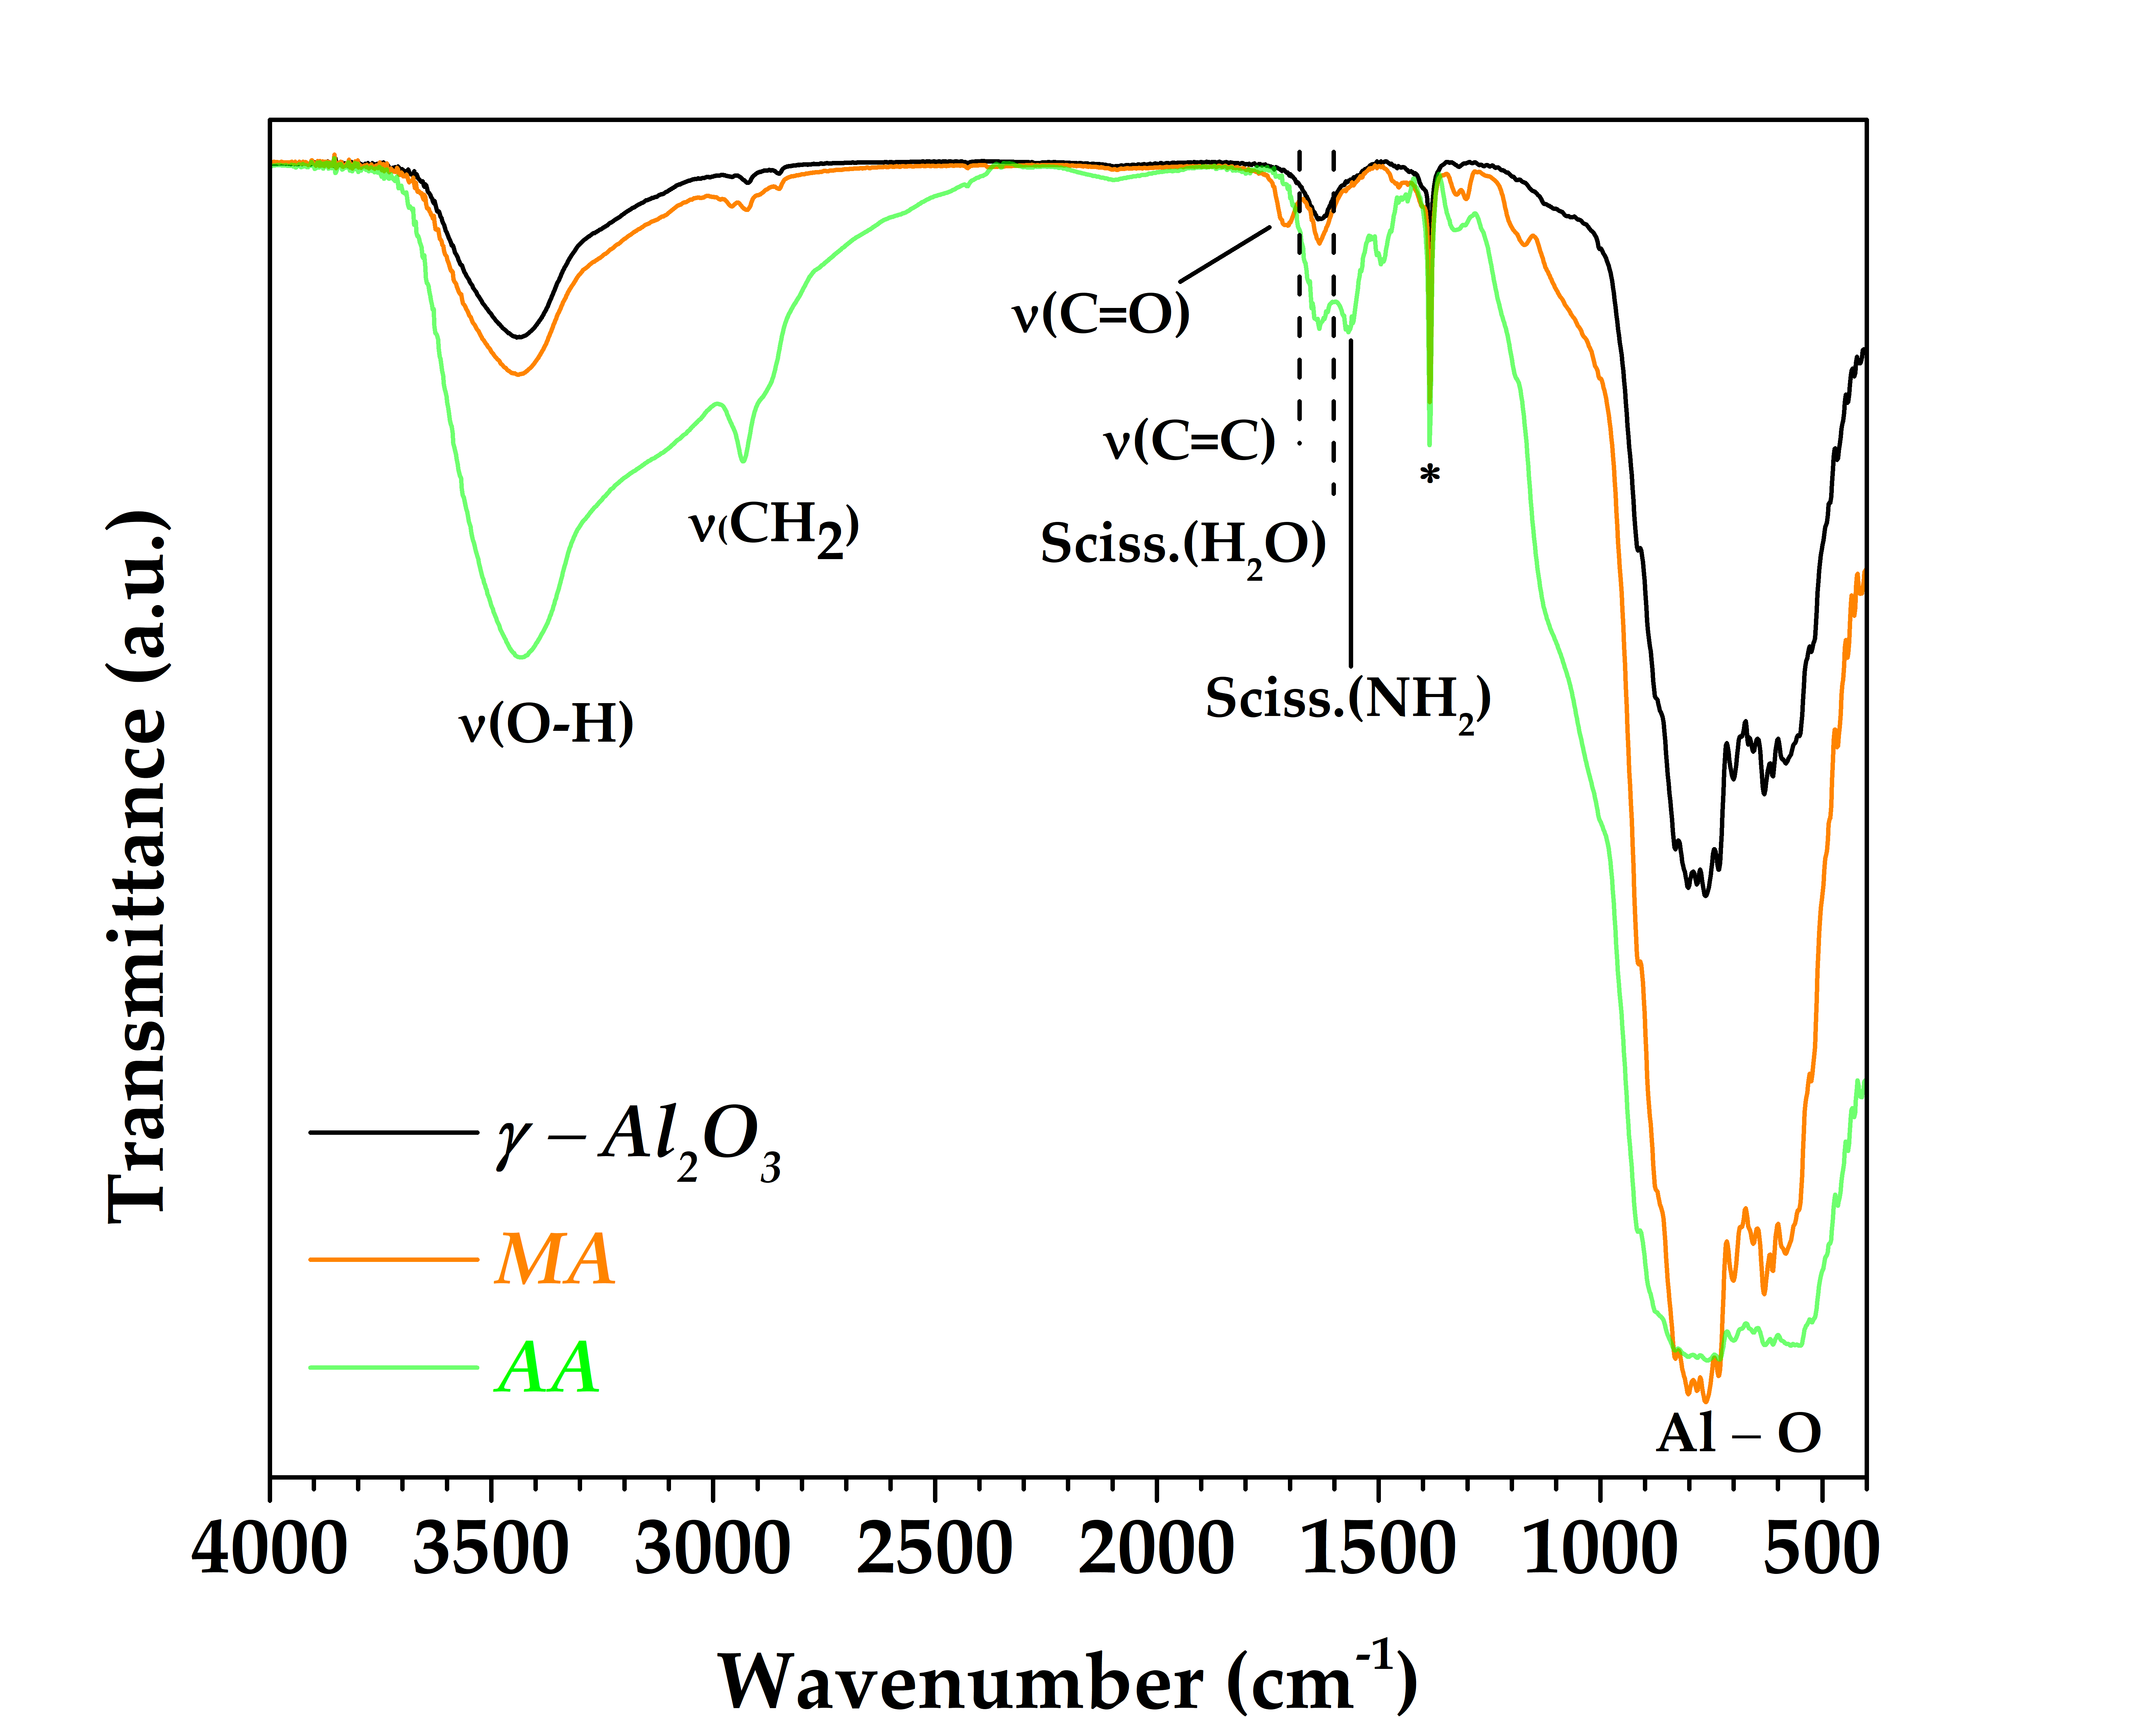 ν(C=O)
ν(C=C)
*
ν(CH2)
Sciss.(H2O)
Sciss.(NH2)
ν(O-H)
γ – Al2O3
MA
AA
Al – O
Transmittance (a.u.)
4000 3500 3000 2500 2000 1500 1000 500
Wavenumber (cm-1)